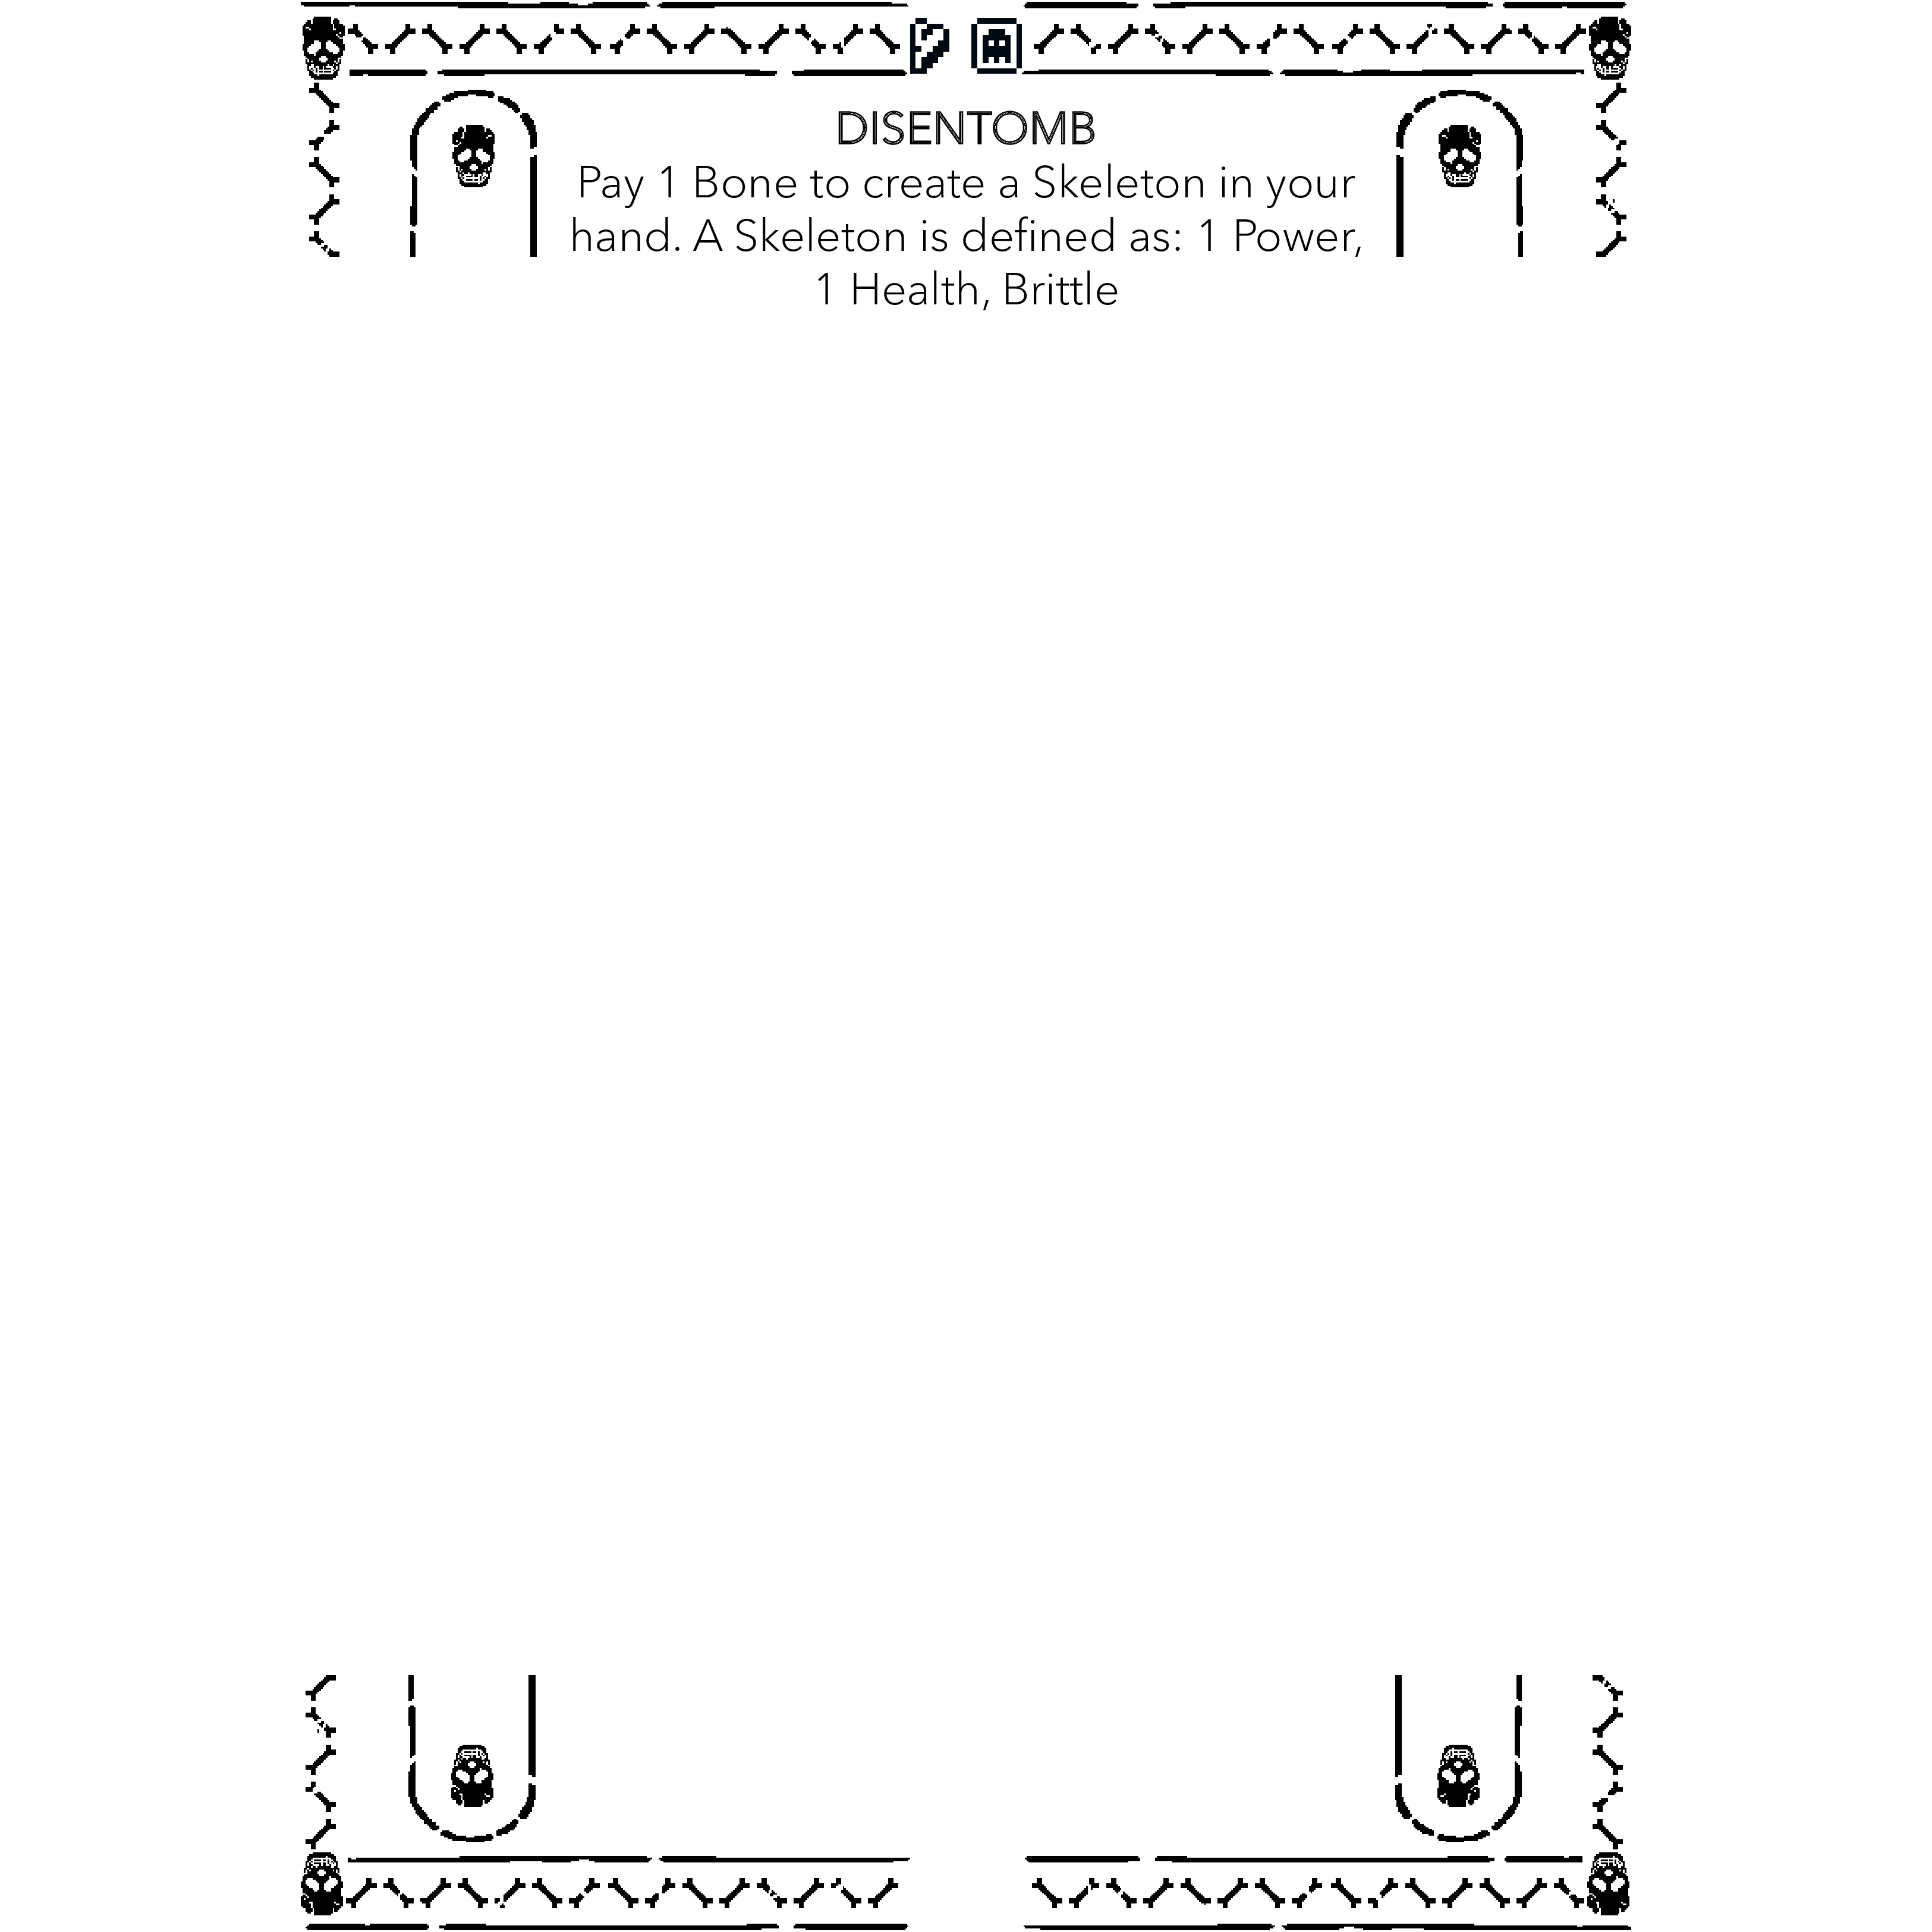 DISENTOMB
Pay 1 Bone to create a Skeleton in your
hand. A Skeleton is defined as: 1 Power,
1 Health, Brittle